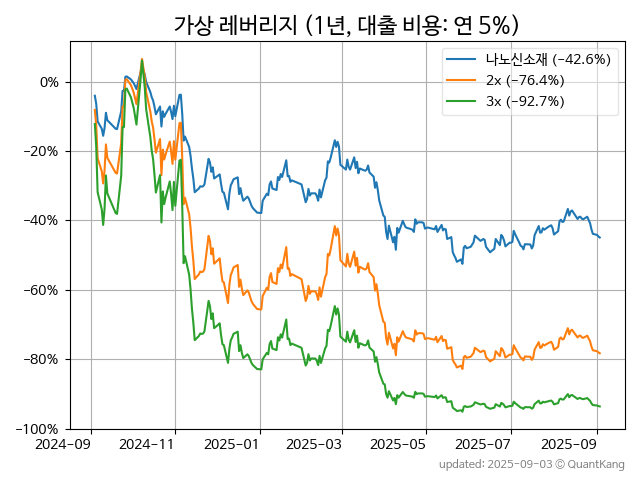 가상 레버리지 (1년, 대출 비용: 연 5%)
나노신소재 (−42.6%)
2x (−76.4%)
3x (−92.7%)
0%
−20%
−40%
−60%
−80%
−100%
2024-09 2024-11 2025-01 2025-03 2025-05 2025-07 2025-09
updated: 2025-09-03 © QuantKang